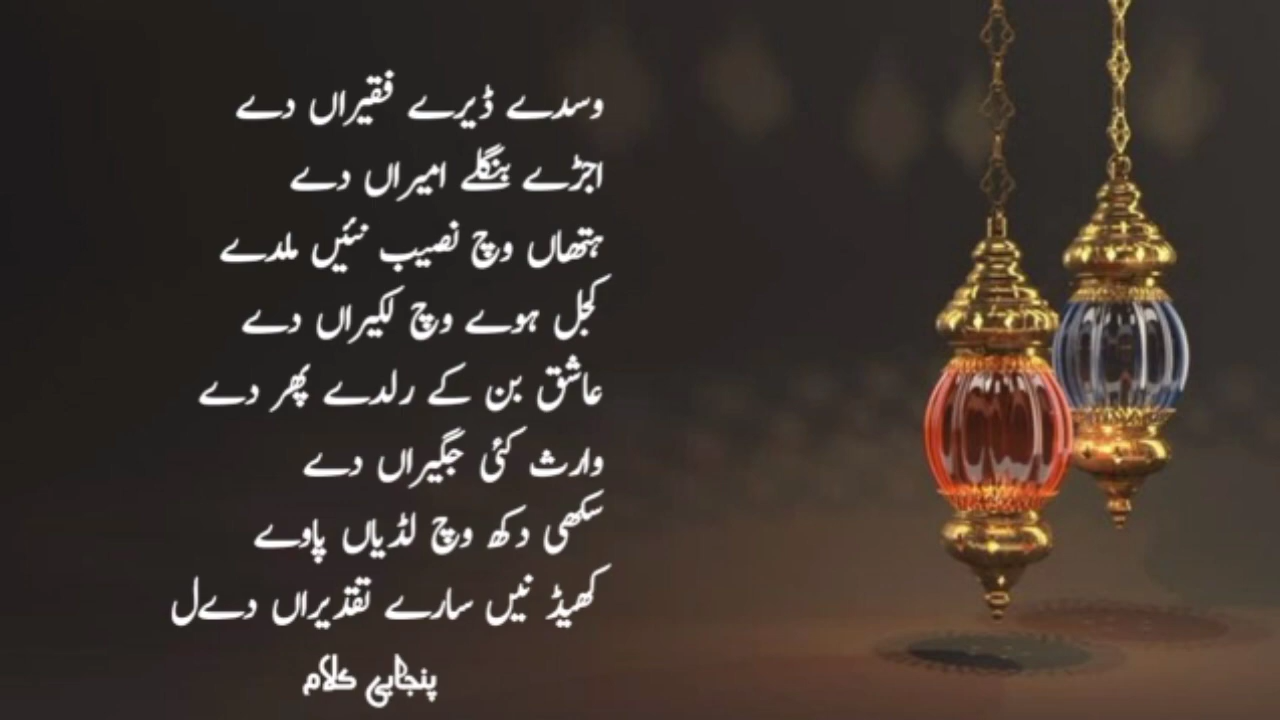 وسدے ڈیرے فقیراں دے
اجڑے بنگلے امیراں دے
ہتھاں وچ نصیب نئیں ملدے
کجل ہوے وچ لکیراں دے
عاشق بن کے رلدے پھر دے
وارث کئی جگیراں دے
سکھی دکھ وچ لڈیاں پاوے
کھیڈ نیں سارے تقدیراں دےل
پنجابی کلام